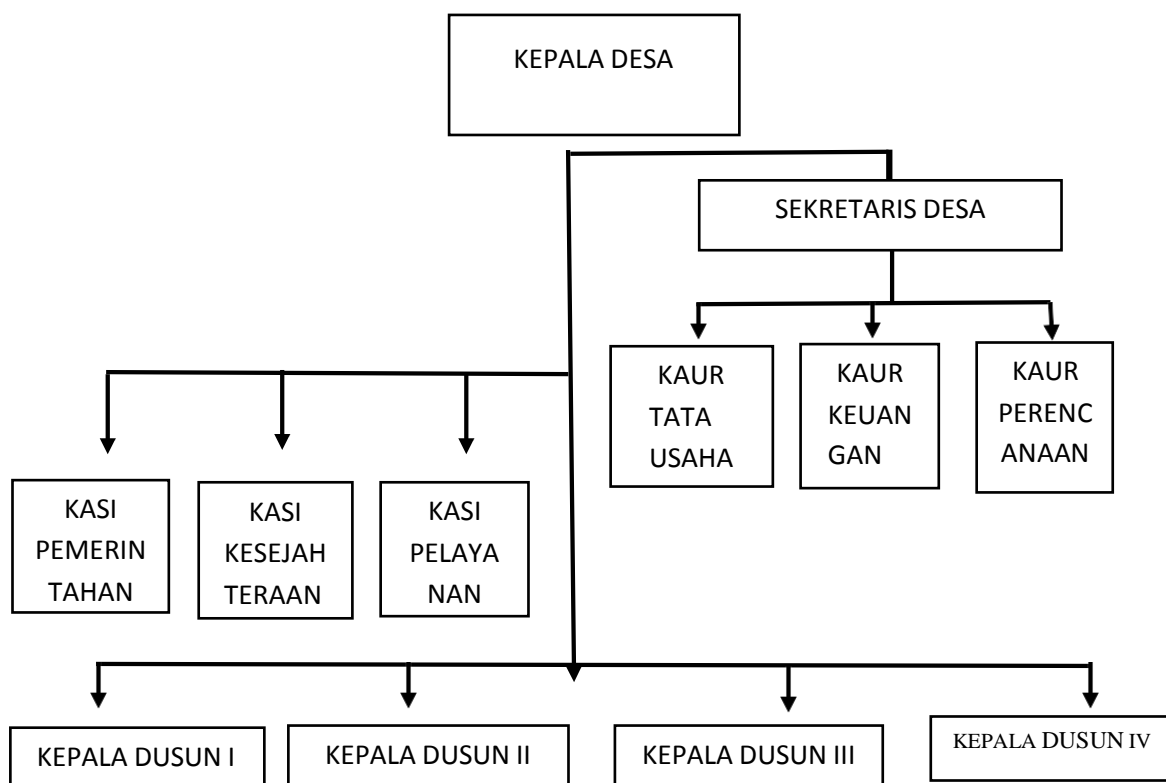 KEPALA DESA
SEKRETARIS DESA
KAUR
TATA
USAHA
KAUR
KEUAN
GAN
KAUR
PERENC
ANAAN
KASI
PEMERIN
TAHAN
KASI
KESEJAH
TERAAN
KASI
PELAYA
NAN
KEPALA DUSUN I
KEPALA DUSUN II
KEPALA DUSUN III
KEPALA DUSUN IV